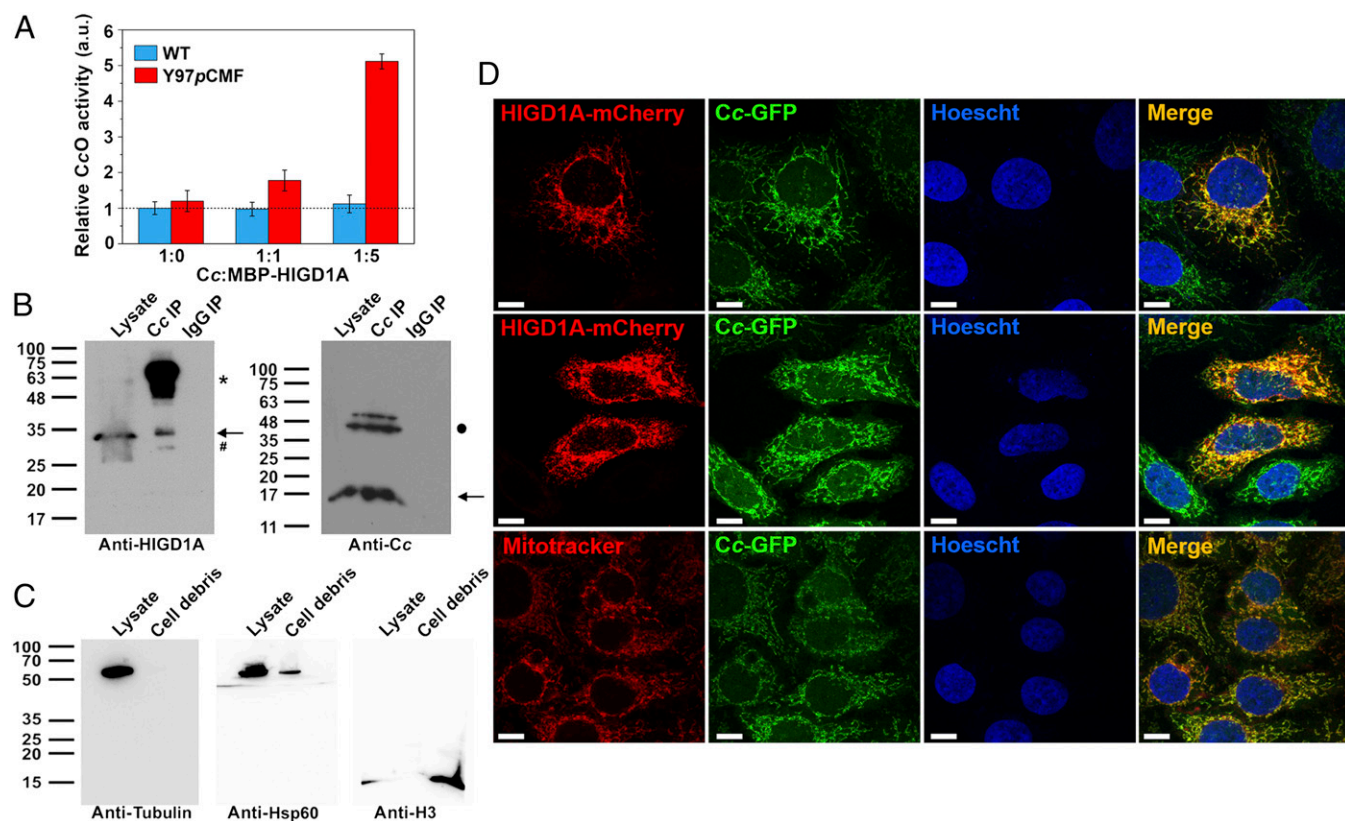 A
Relative CcO activity (a.u.)
6
5
4
3
2
1
0
WT
Y97pCMF
1:0
1:1
1:5
Cc:MBP-HIGD1A
B
Lysate
Cc IP
IgG IP
100
75
63
48
35
25
20
17
*
#
Anti-HIGD1A
Lysate
Cc IP
IgG IP
100
75
63
48
35
25
20
17
11
Anti-Cc
C
Lysate
Cell debris
100
70
50
35
25
20
15
Anti-Tubulin
Lysate
Cell debris
Anti-Hsp60
Lysate
Cell debris
Anti-H3
D
HIGD1A-mCherry
Cc-GFP
Hoescht
Merge
HIGD1A-mCherry
Cc-GFP
Hoescht
Merge
Mitotracker
Cc-GFP
Hoescht
Merge